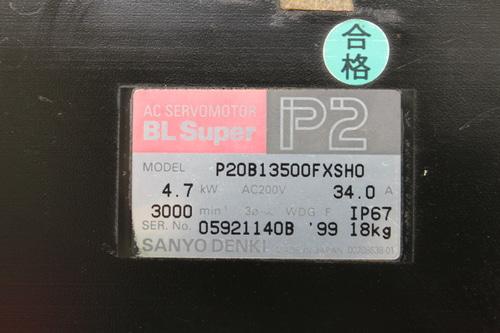 合格
AC SERVOMOTOR
BL Super P2
MODEL P20B13500FXSH0
4.7 kW AC200V 34.0 A
3000 min⁻¹ 3ø WDG F IP67
SER. No. 05921140B '99 18kg
SANYO DENKI MADE IN JAPAN